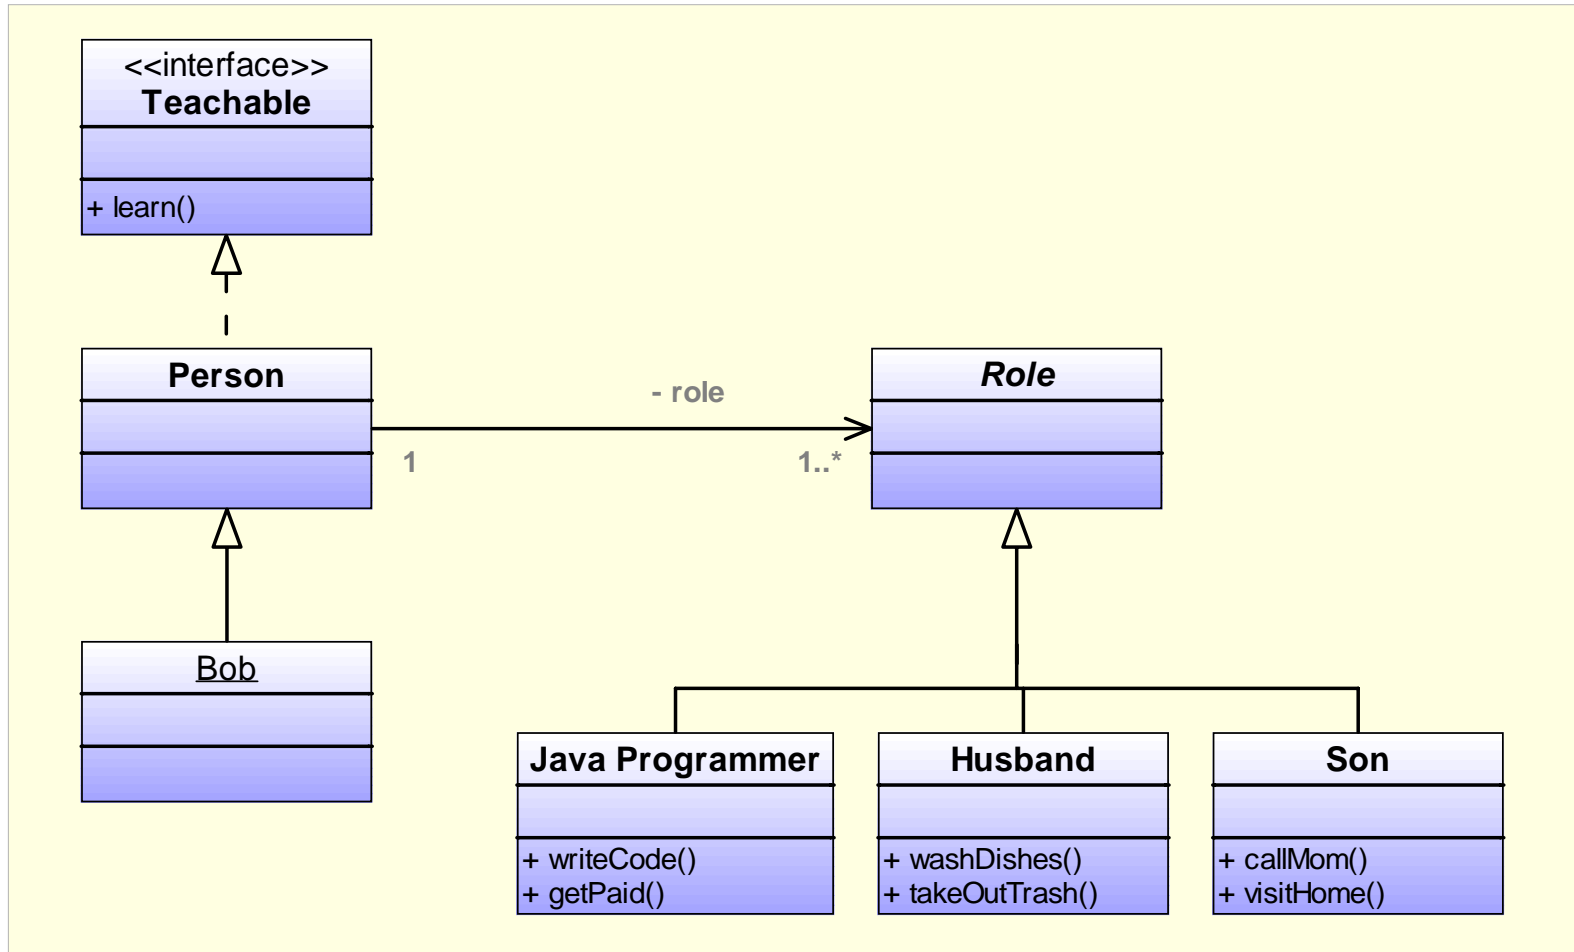 <<interface>>
Teachable
+ learn()
Person
- role
1
1..*
Role
Bob
Java Programmer
+ writeCode()
+ getPaid()
Husband
+ washDishes()
+ takeOutTrash()
Son
+ callMom()
+ visitHome()